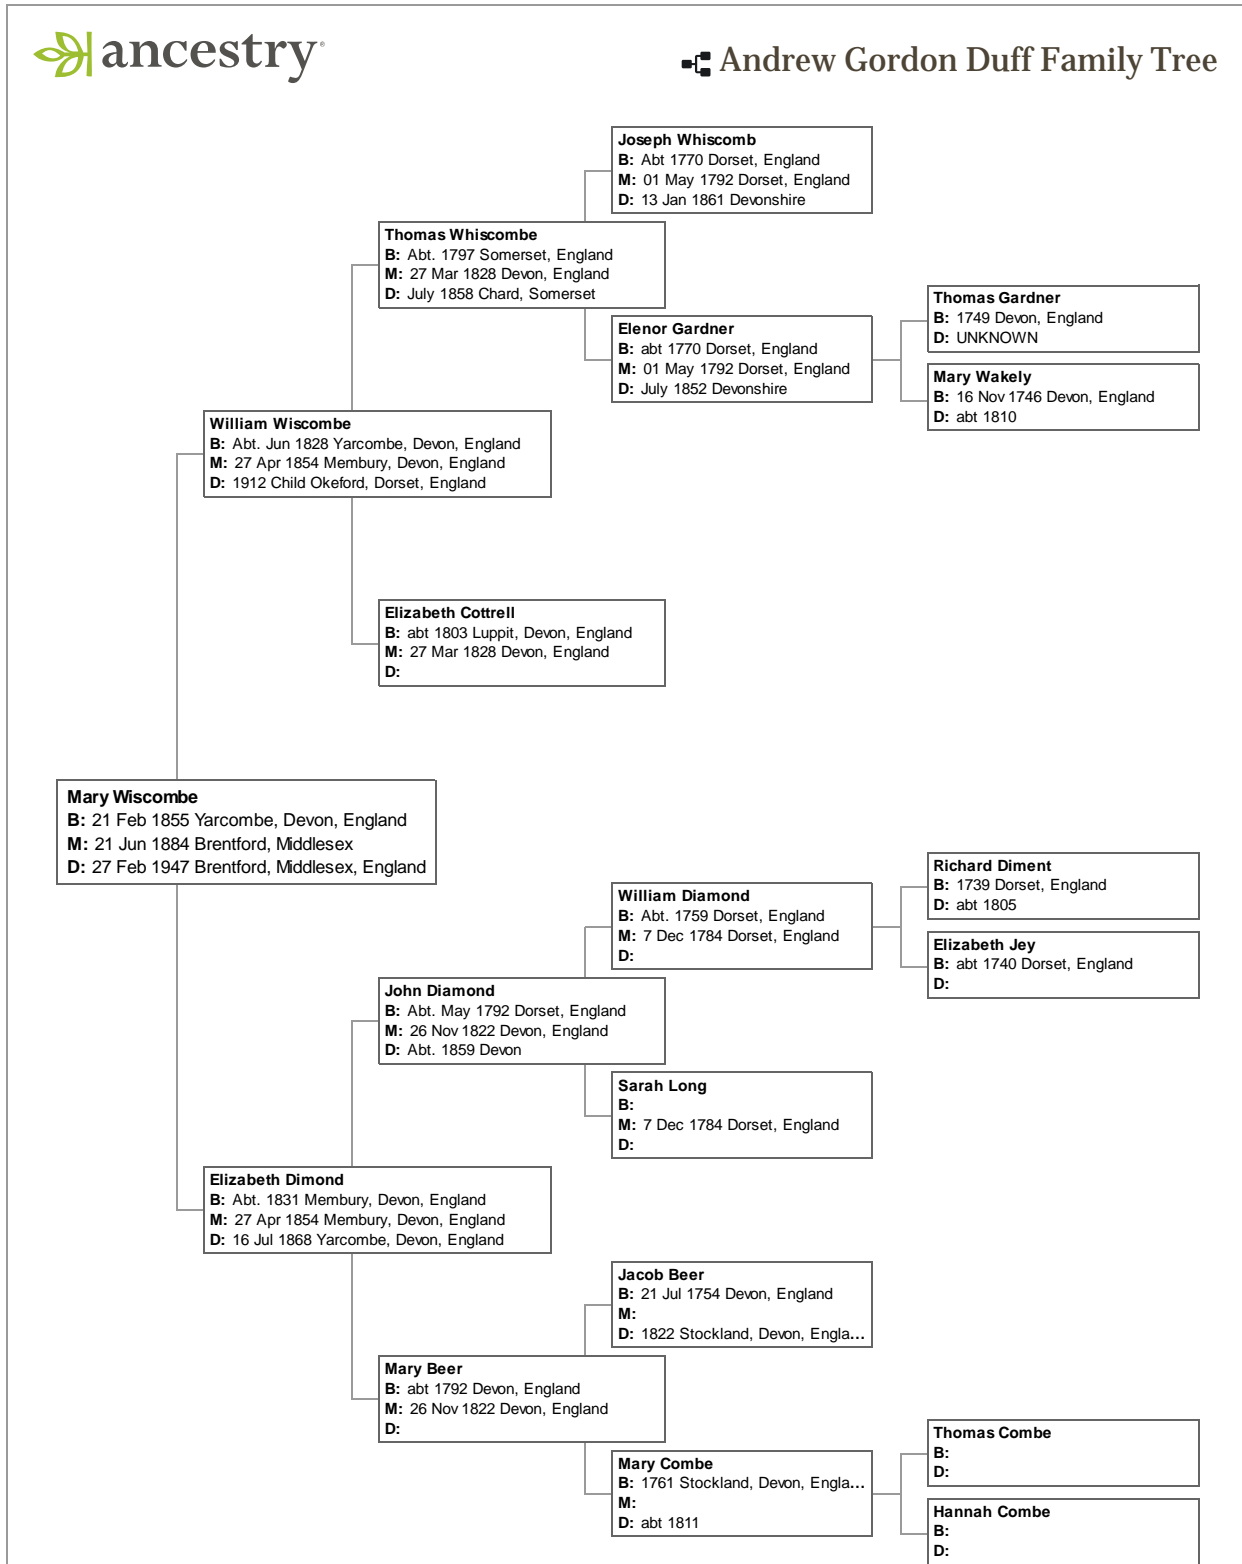 ancestry
Andrew Gordon Duff Family Tree
Joseph Whiscomb
B: Abt 1770 Dorset, England
M: 01 May 1792 Dorset, England
D: 13 Jan 1861 Devonshire
Thomas Whiscombe
B: Abt. 1797 Somerset, England
M: 27 Mar 1828 Devon, England
D: July 1858 Chard, Somerset
Thomas Gardner
B: 1749 Devon, England
D: UNKNOWN
Elenor Gardner
B: abt 1770 Dorset, England
M: 01 May 1792 Dorset, England
D: July 1852 Devonshire
Mary Wakely
B: 16 Nov 1746 Devon, England
D: abt 1810
William Wiscombe
B: Abt. Jun 1828 Yarcombe, Devon, England
M: 27 Apr 1854 Membury, Devon, England
D: 1912 Child Okeford, Dorset, England
Elizabeth Cottrell
B: abt 1803 Luppit, Devon, England
M: 27 Mar 1828 Devon, England
D:
Mary Wiscombe
B: 21 Feb 1855 Yarcombe, Devon, England
M: 21 Jun 1884 Brentford, Middlesex
D: 27 Feb 1947 Brentford, Middlesex, England
Richard Diment
B: 1739 Dorset, England
D: abt 1805
William Diamond
B: Abt. 1759 Dorset, England
M: 7 Dec 1784 Dorset, England
D:
Elizabeth Jey
B: abt 1740 Dorset, England
D:
John Diamond
B: Abt. May 1792 Dorset, England
M: 26 Nov 1822 Devon, England
D: Abt. 1859 Devon
Sarah Long
B:
M: 7 Dec 1784 Dorset, England
D:
Elizabeth Dimond
B: Abt. 1831 Membury, Devon, England
M: 27 Apr 1854 Membury, Devon, England
D: 16 Jul 1868 Yarcombe, Devon, England
Jacob Beer
B: 21 Jul 1754 Devon, England
M:
D: 1822 Stockland, Devon, Engla...
Mary Beer
B: abt 1792 Devon, England
M: 26 Nov 1822 Devon, England
D:
Thomas Combe
B:
D:
Mary Combe
B: 1761 Stockland, Devon, Engla...
M:
D: abt 1811
Hannah Combe
B:
D: